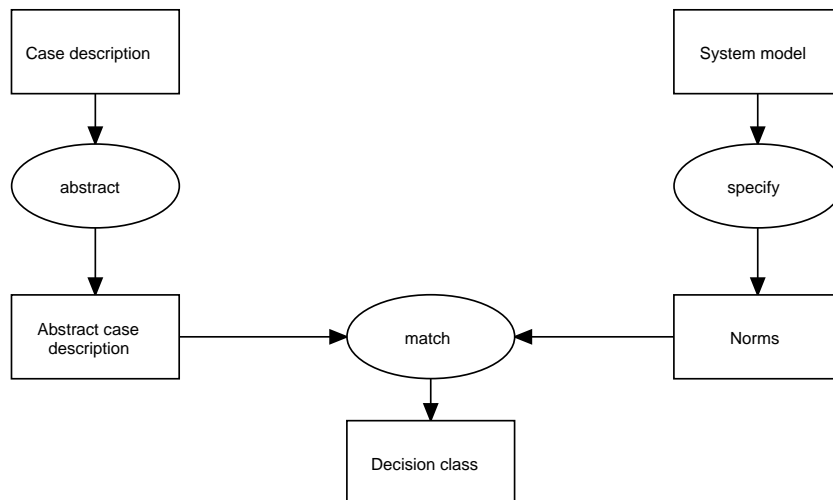 Case description
System model
abstract
specify
Abstract case
description
match
Norms
Decision class